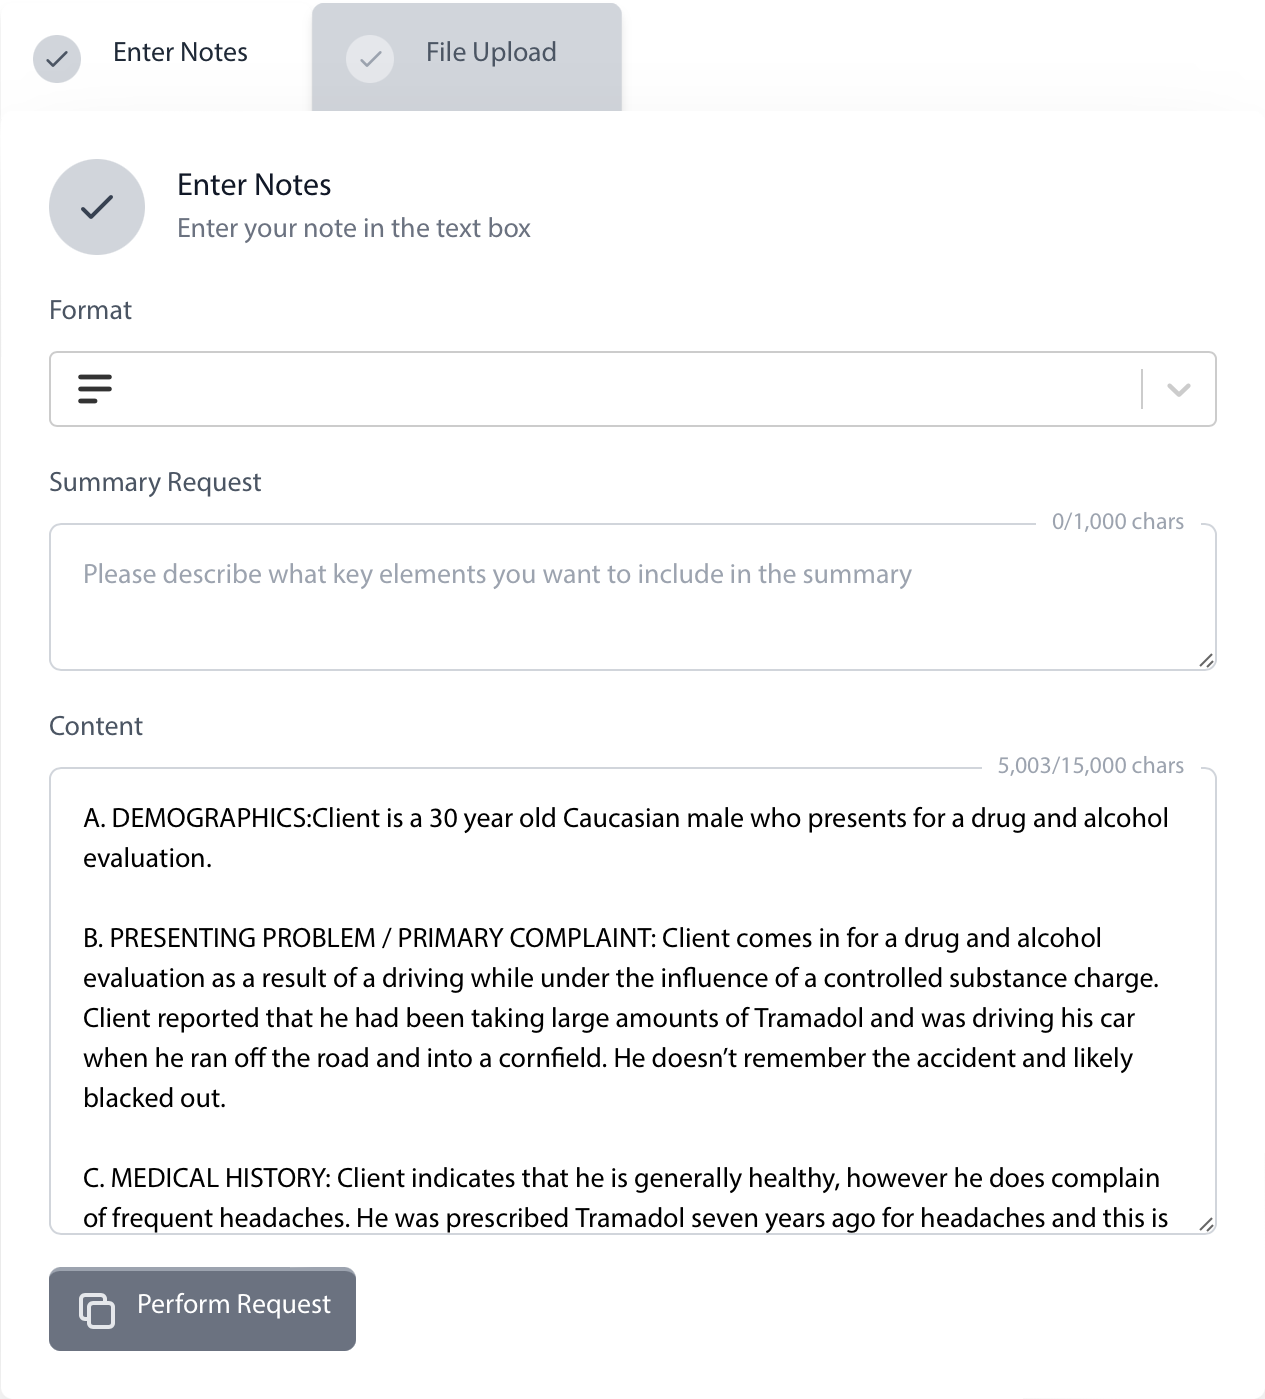 Enter Notes
File Upload
Enter Notes
Enter your note in the text box
Format
Summary Request
0/1,000 chars
Please describe what key elements you want to include in the summary
Content
5,003/15,000 chars
A. DEMOGRAPHICS:Client is a 30 year old Caucasian male who presents for a drug and alcohol
evaluation.
B. PRESENTING PROBLEM / PRIMARY COMPLAINT: Client comes in for a drug and alcohol
evaluation as a result of a driving while under the influence of a controlled substance charge.
Client reported that he had been taking large amounts of Tramadol and was driving his car
when he ran off the road and into a cornfield. He doesn’t remember the accident and likely
blacked out.
C. MEDICAL HISTORY: Client indicates that he is generally healthy, however he does complain
of frequent headaches. He was prescribed Tramadol seven years ago for headaches and this is
Perform Request